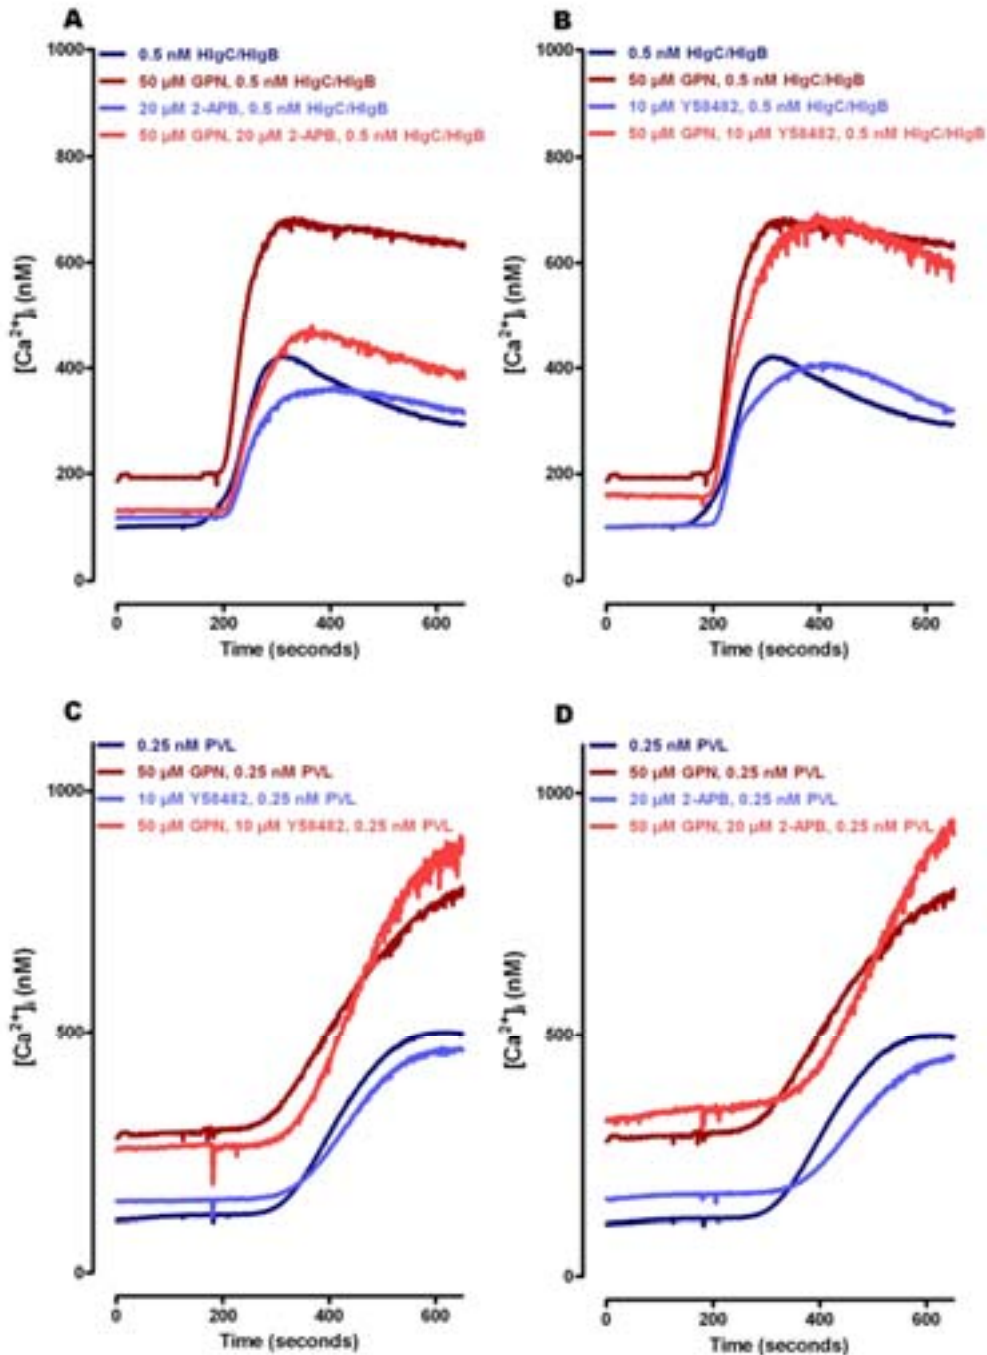 A
1000
0.5 nM HlgC/HlgB
50 µM GPN, 0.5 nM HlgC/HlgB
20 µM 2-APB, 0.5 nM HlgC/HlgB
50 µM GPN, 20 µM 2-APB, 0.5 nM HlgC/HlgB
800
600
400
200
0
[Ca²⁺]ᵢ (nM)
0 200 400 600
Time (seconds)
B
1000
0.5 nM HlgC/HlgB
50 µM GPN, 0.5 nM HlgC/HlgB
10 µM Y58482, 0.5 nM HlgC/HlgB
50 µM GPN, 10 µM Y58482, 0.5 nM HlgC/HlgB
800
600
400
200
0
[Ca²⁺]ᵢ (nM)
0 200 400 600
Time (seconds)
C
0.25 nM PVL
50 µM GPN, 0.25 nM PVL
10 µM Y58482, 0.25 nM PVL
50 µM GPN, 10 µM Y58482, 0.25 nM PVL
1000
500
0
[Ca²⁺]ᵢ (nM)
0 200 400 600
Time (seconds)
D
0.25 nM PVL
50 µM GPN, 0.25 nM PVL
20 µM 2-APB, 0.25 nM PVL
50 µM GPN, 20 µM 2-APB, 0.25 nM PVL
1000
500
0
[Ca²⁺]ᵢ (nM)
0 200 400 600
Time (seconds)